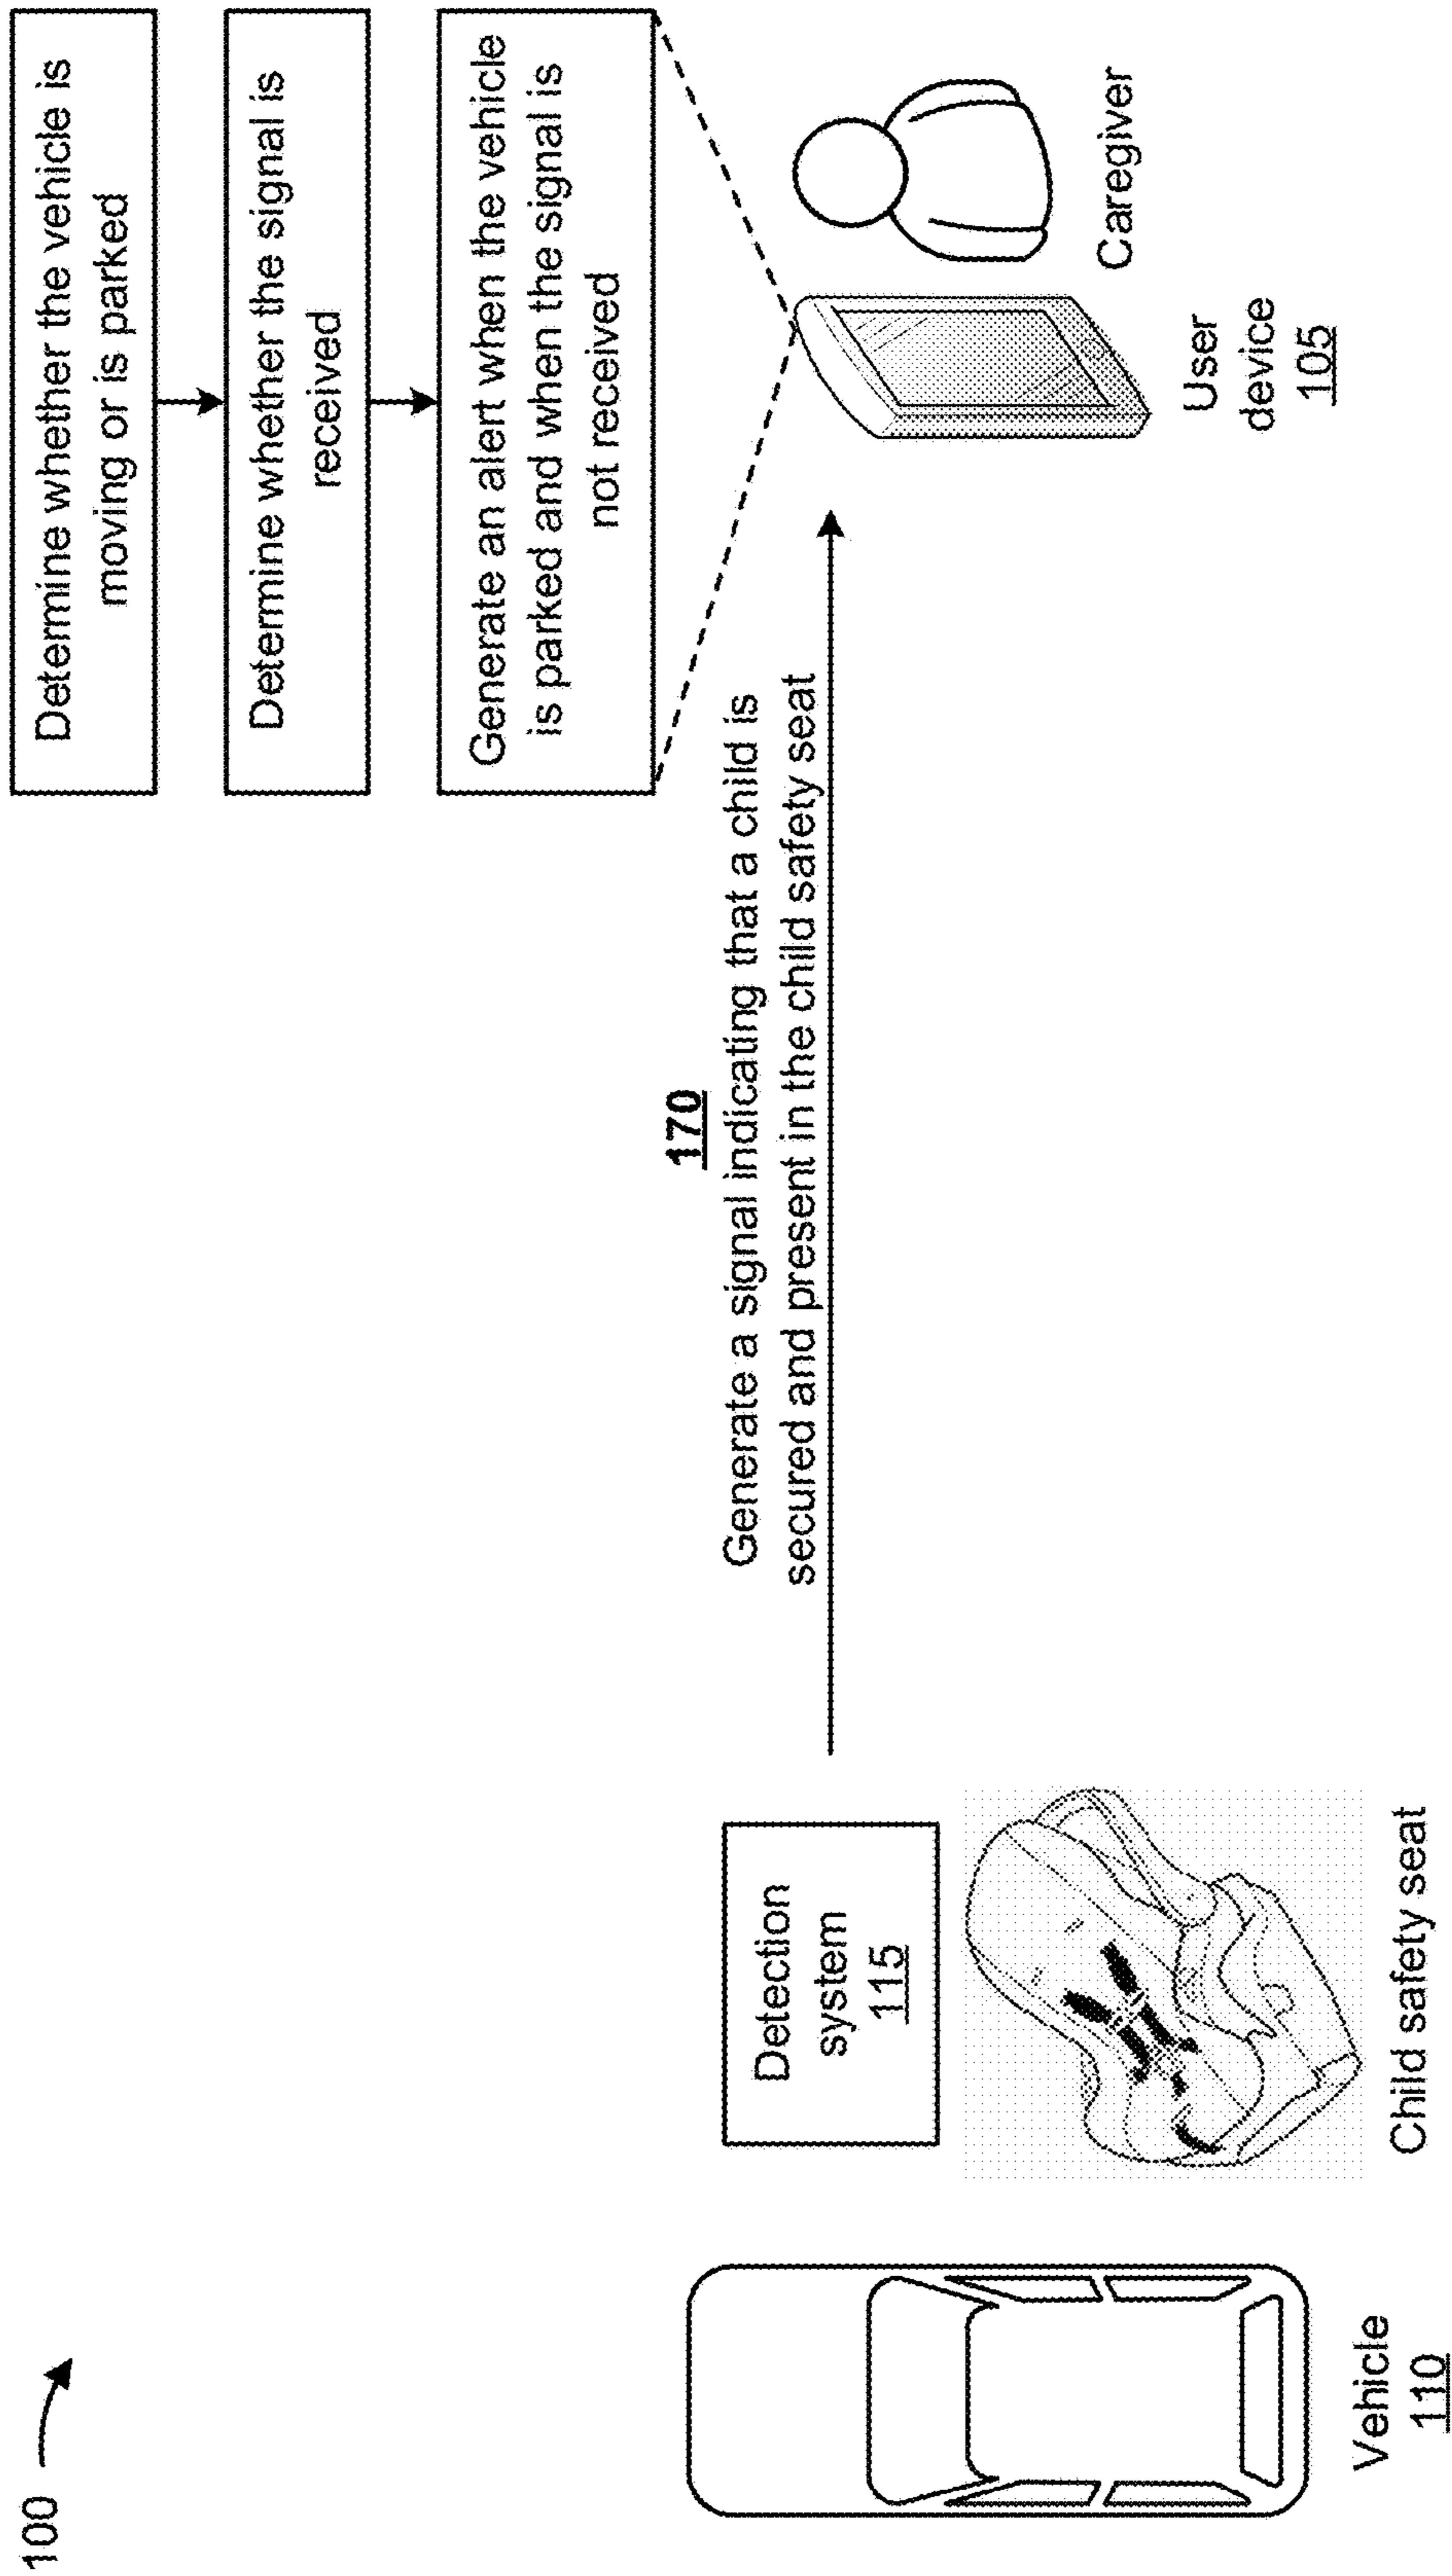 100
Determine whether the vehicle is
moving or is parked
Determine whether the signal is
received
Generate an alert when the vehicle
is parked and when the signal is
not received
170
Generate a signal indicating that a child is
secured and present in the child safety seat
Detection
system
115
Vehicle
110
Child safety seat
User
device
105
Caregiver